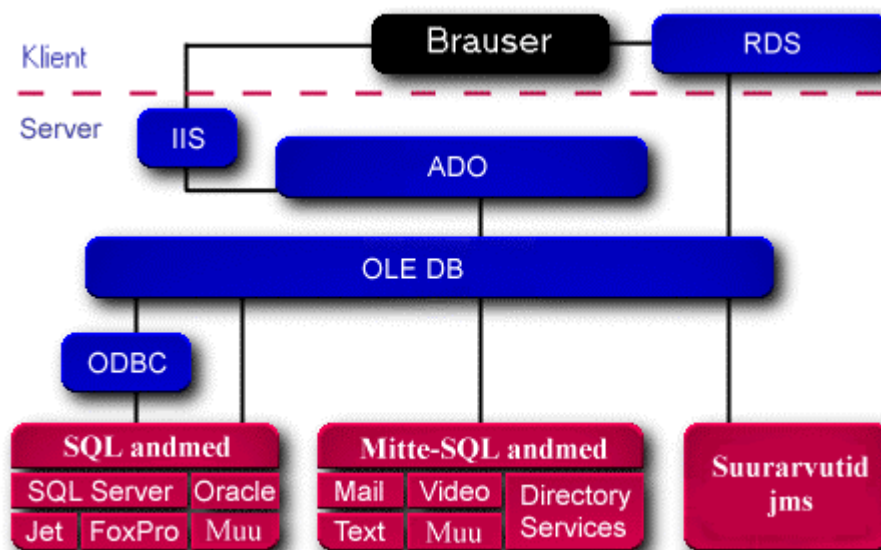 Brauser
RDS
Klient
Server
IIS
ADO
OLE DB
ODBC
SQL andmed
SQL Server
Oracle
Jet
FoxPro
Muu
Mitte-SQL andmed
Mail
Video
Directory
Services
Text
Muu
Suurarvutid
jms